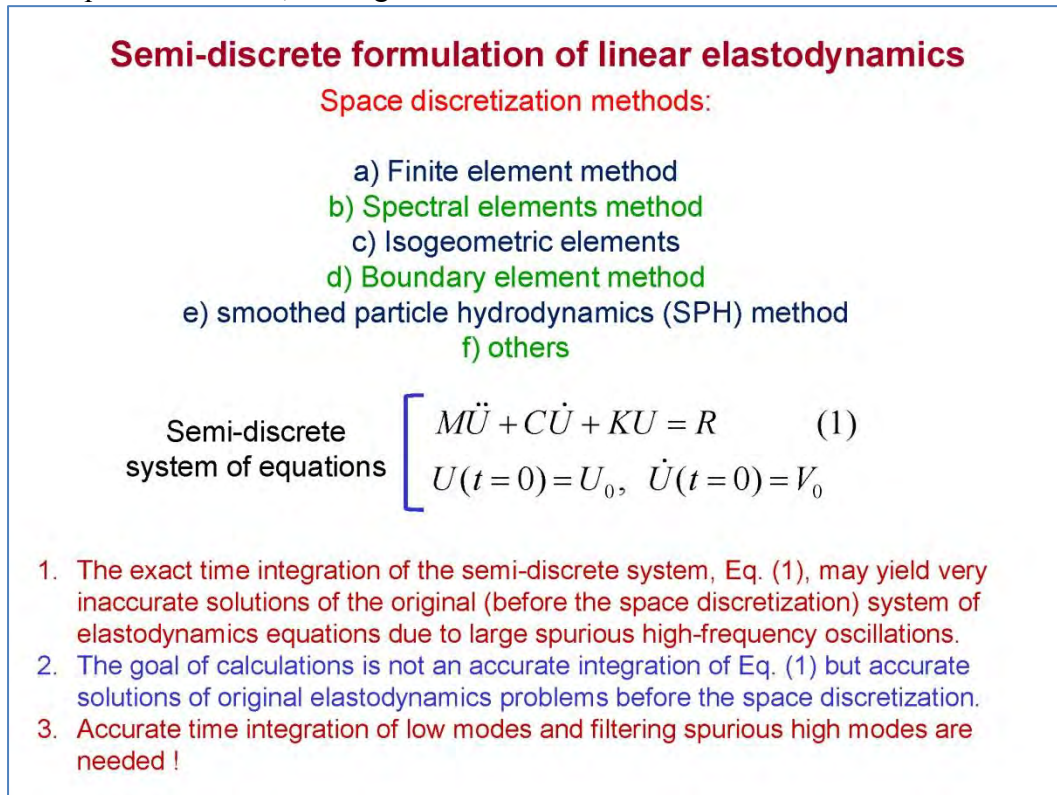 Semi-discrete formulation of linear elastodynamics
Space discretization methods:
a) Finite element method
b) Spectral elements method
c) Isogeometric elements
d) Boundary element method
e) smoothed particle hydrodynamics (SPH) method
f) others
Semi-discrete
system of equations
MÜ + CU̇ + KU = R (1)
U(t = 0) = U₀, U̇(t = 0) = V₀
1. The exact time integration of the semi-discrete system, Eq. (1), may yield very
inaccurate solutions of the original (before the space discretization) system of
elastodynamics equations due to large spurious high-frequency oscillations.
2. The goal of calculations is not an accurate integration of Eq. (1) but accurate
solutions of original elastodynamics problems before the space discretization.
3. Accurate time integration of low modes and filtering spurious high modes are
needed !